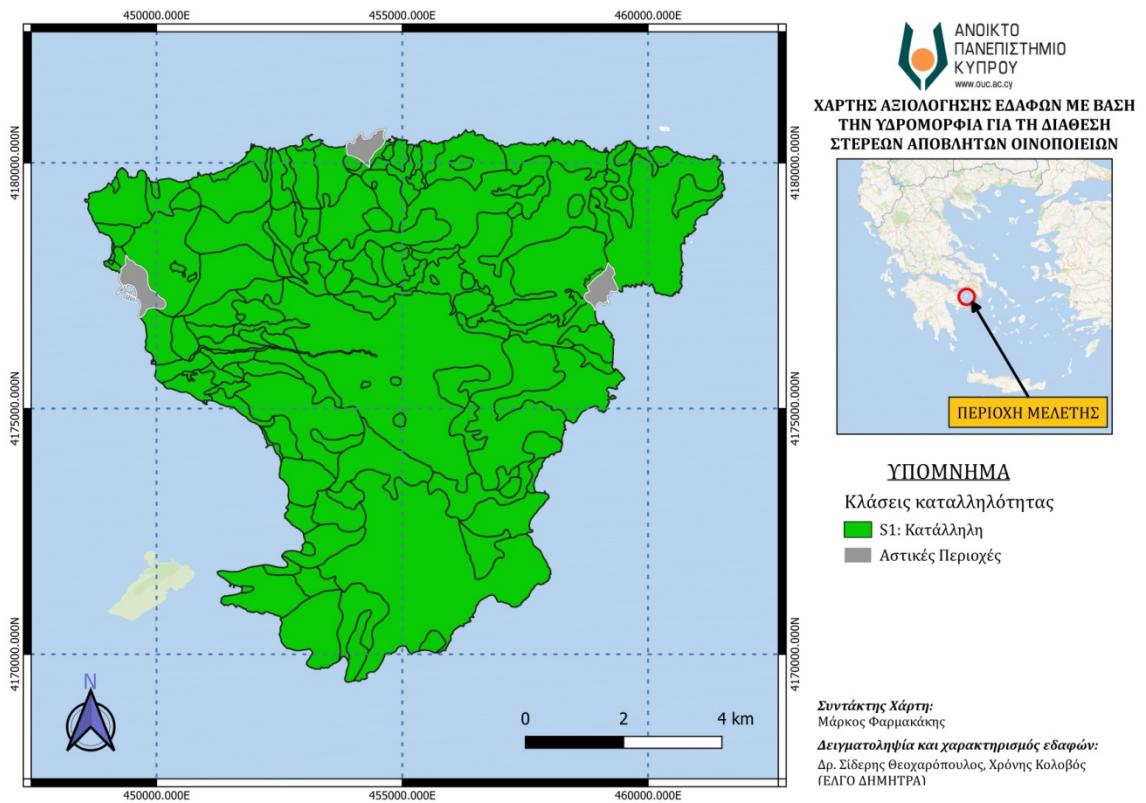 450000.000E
455000.000E
460000.000E
4180000.000N
4175000.000N
4170000.000N
4180000.000N
4175000.000N
4170000.000N
N
0 2 4 km
450000.000E
455000.000E
460000.000E
ΑΝΟΙΚΤΟ
ΠΑΝΕΠΙΣΤΗΜΙΟ
ΚΥΠΡΟΥ
www.ouc.ac.cy
ΧΑΡΤΗΣ ΑΞΙΟΛΟΓΗΣΗΣ ΕΔΑΦΩΝ ΜΕ ΒΑΣΗ
ΤΗΝ ΥΔΡΟΜΟΡΦΙΑ ΓΙΑ ΤΗ ΔΙΑΘΕΣΗ
ΣΤΕΡΕΩΝ ΑΠΟΒΛΗΤΩΝ ΟΙΝΟΠΟΙΕΙΩΝ
ΠΕΡΙΟΧΗ ΜΕΛΕΤΗΣ
ΥΠΟΜΝΗΜΑ
Κλάσεις καταλληλότητας
S1: Κατάλληλη
Αστικές Περιοχές
Συντάκτης Χάρτη:
Μάρκος Φαρμακάκης
Δειγματοληψία και χαρακτηρισμός εδαφών:
Δρ. Σίδερης Θεοχαρόπουλος, Χρόνης Κολοβός
(ΕΛΓΟ ΔΗΜΗΤΡΑ)